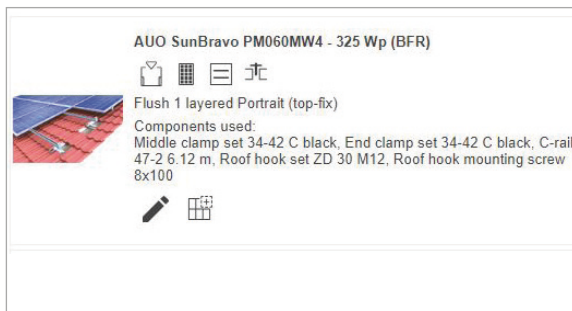 AUO SunBravo PM060MW4 - 325 Wp (BFR)
Flush 1 layered Portrait (top-fix)
Components used:
Middle clamp set 34-42 C black, End clamp set 34-42 C black, C-rail
47-2 6.12 m, Roof hook set ZD 30 M12, Roof hook mounting screw
8x100